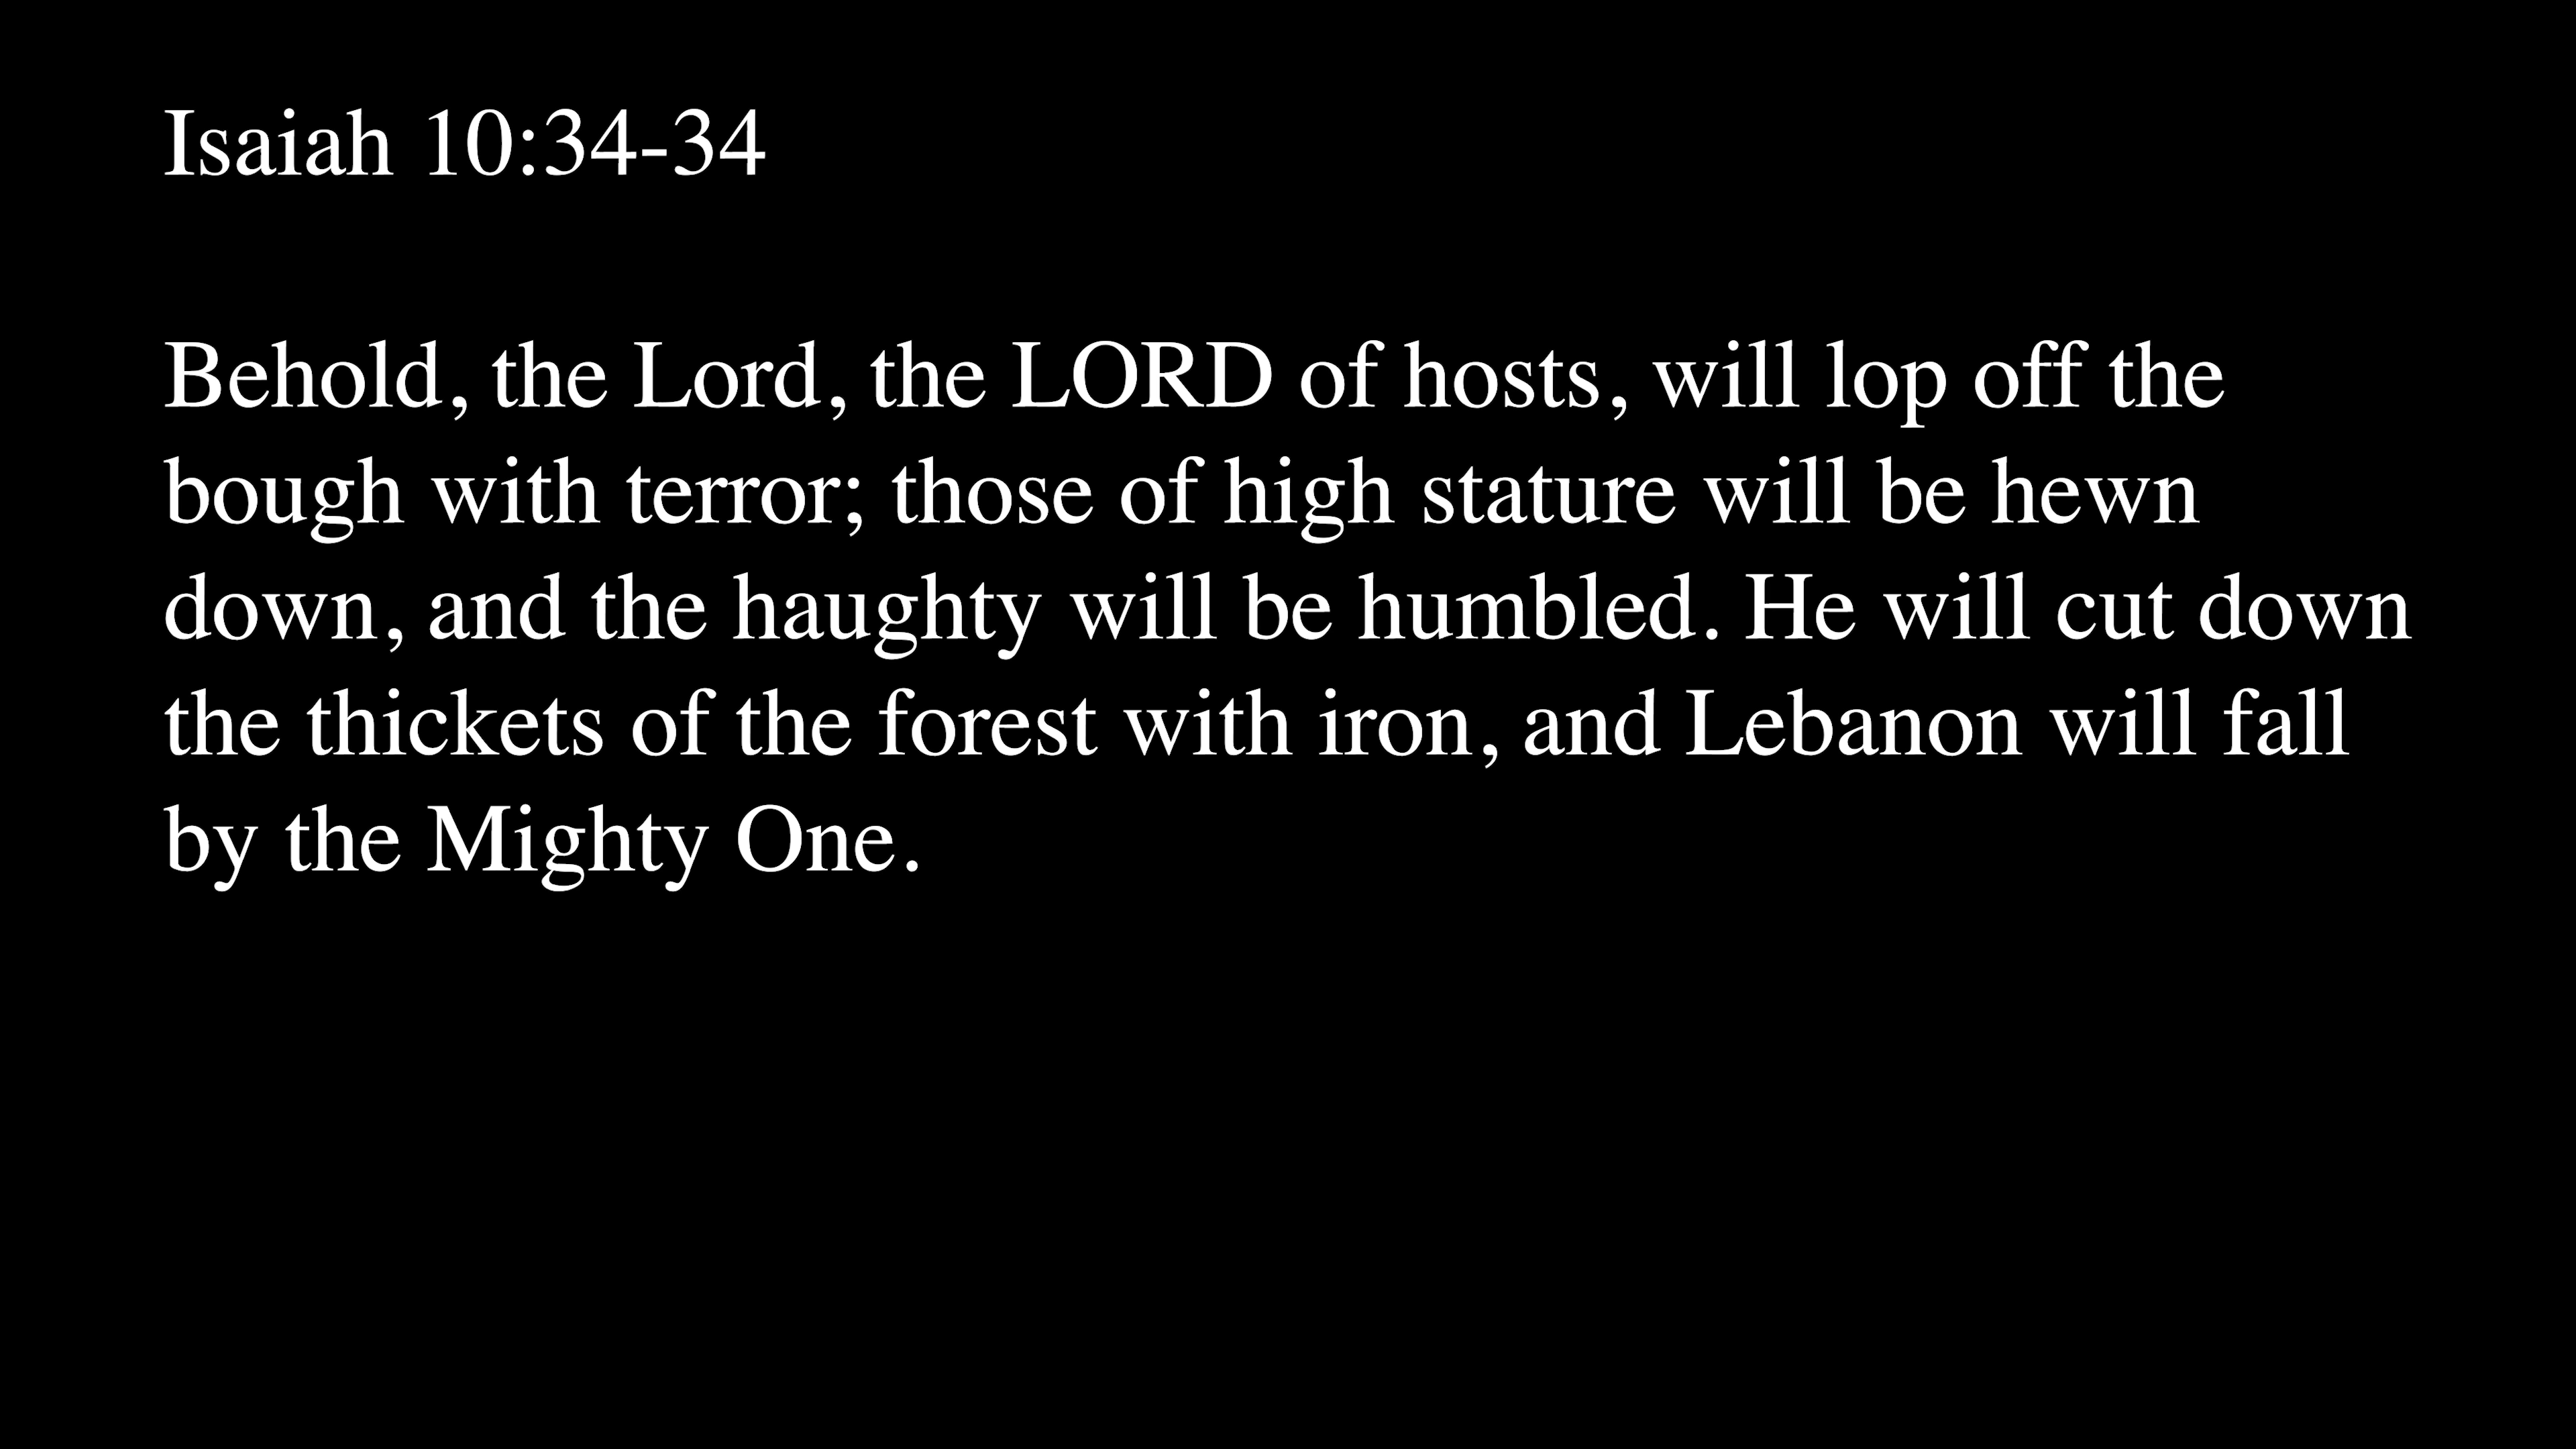 Isaiah 10:34-34
Behold, the Lord, the LORD of hosts, will lop off the
bough with terror; those of high stature will be hewn
down, and the haughty will be humbled. He will cut down
the thickets of the forest with iron, and Lebanon will fall
by the Mighty One.